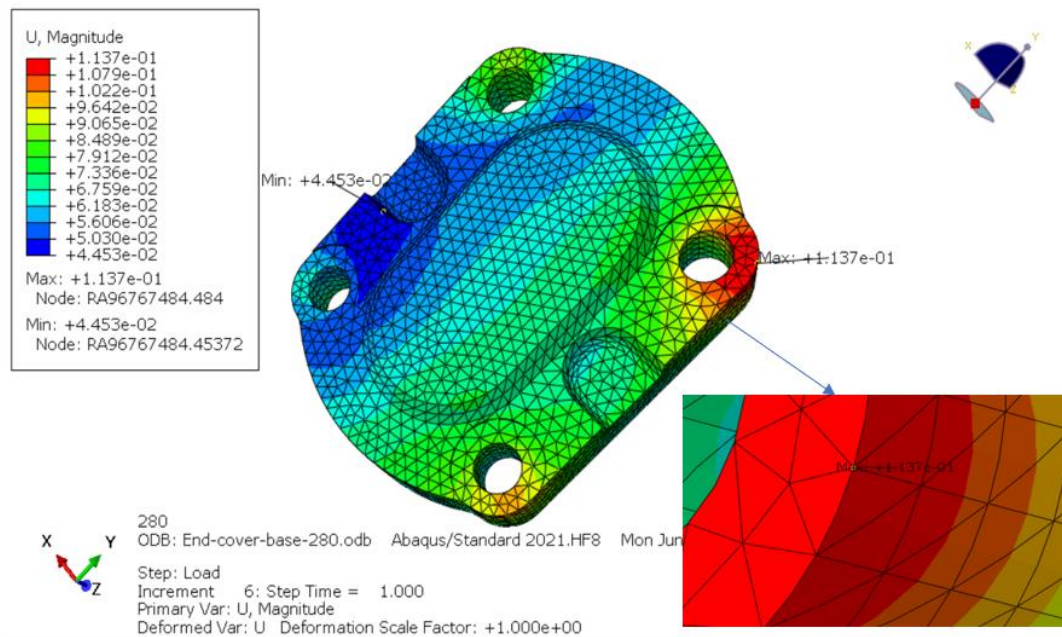 U, Magnitude
+1.137e-01
+1.079e-01
+1.022e-01
+9.642e-02
+9.065e-02
+8.489e-02
+7.912e-02
+7.336e-02
+6.759e-02
+6.183e-02
+5.606e-02
+5.030e-02
+4.453e-02
Max: +1.137e-01
Node: RA96767484.484
Min: +4.453e-02
Node: RA96767484.45372
X
Y
Z
Min: +4.453e-02
Max: +1.137e-01
Max: +1.137e-01
X
Y
Z
280
ODB: End-cover-base-280.odb Abaqus/Standard 2021.HF8 Mon Jun
Step: Load
Increment 6: Step Time = 1.000
Primary Var: U, Magnitude
Deformed Var: U Deformation Scale Factor: +1.000e+00